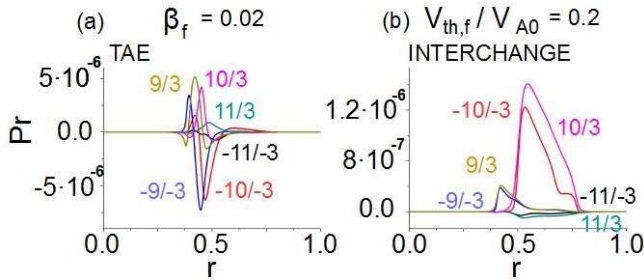 (a) β_f = 0.02
(b) V_th,f / V_A0 = 0.2
TAE
INTERCHANGE
Pr
5·10^-6
0.0
-5·10^-6
9/3
10/3
11/3
-11/-3
-9/-3
-10/-3
0.0 0.5 1.0
r
1.2·10^-6
8·10^-7
0.0
-10/-3
10/3
9/3
-9/-3
-11/-3
11/3
0.0 0.5 1.0
r